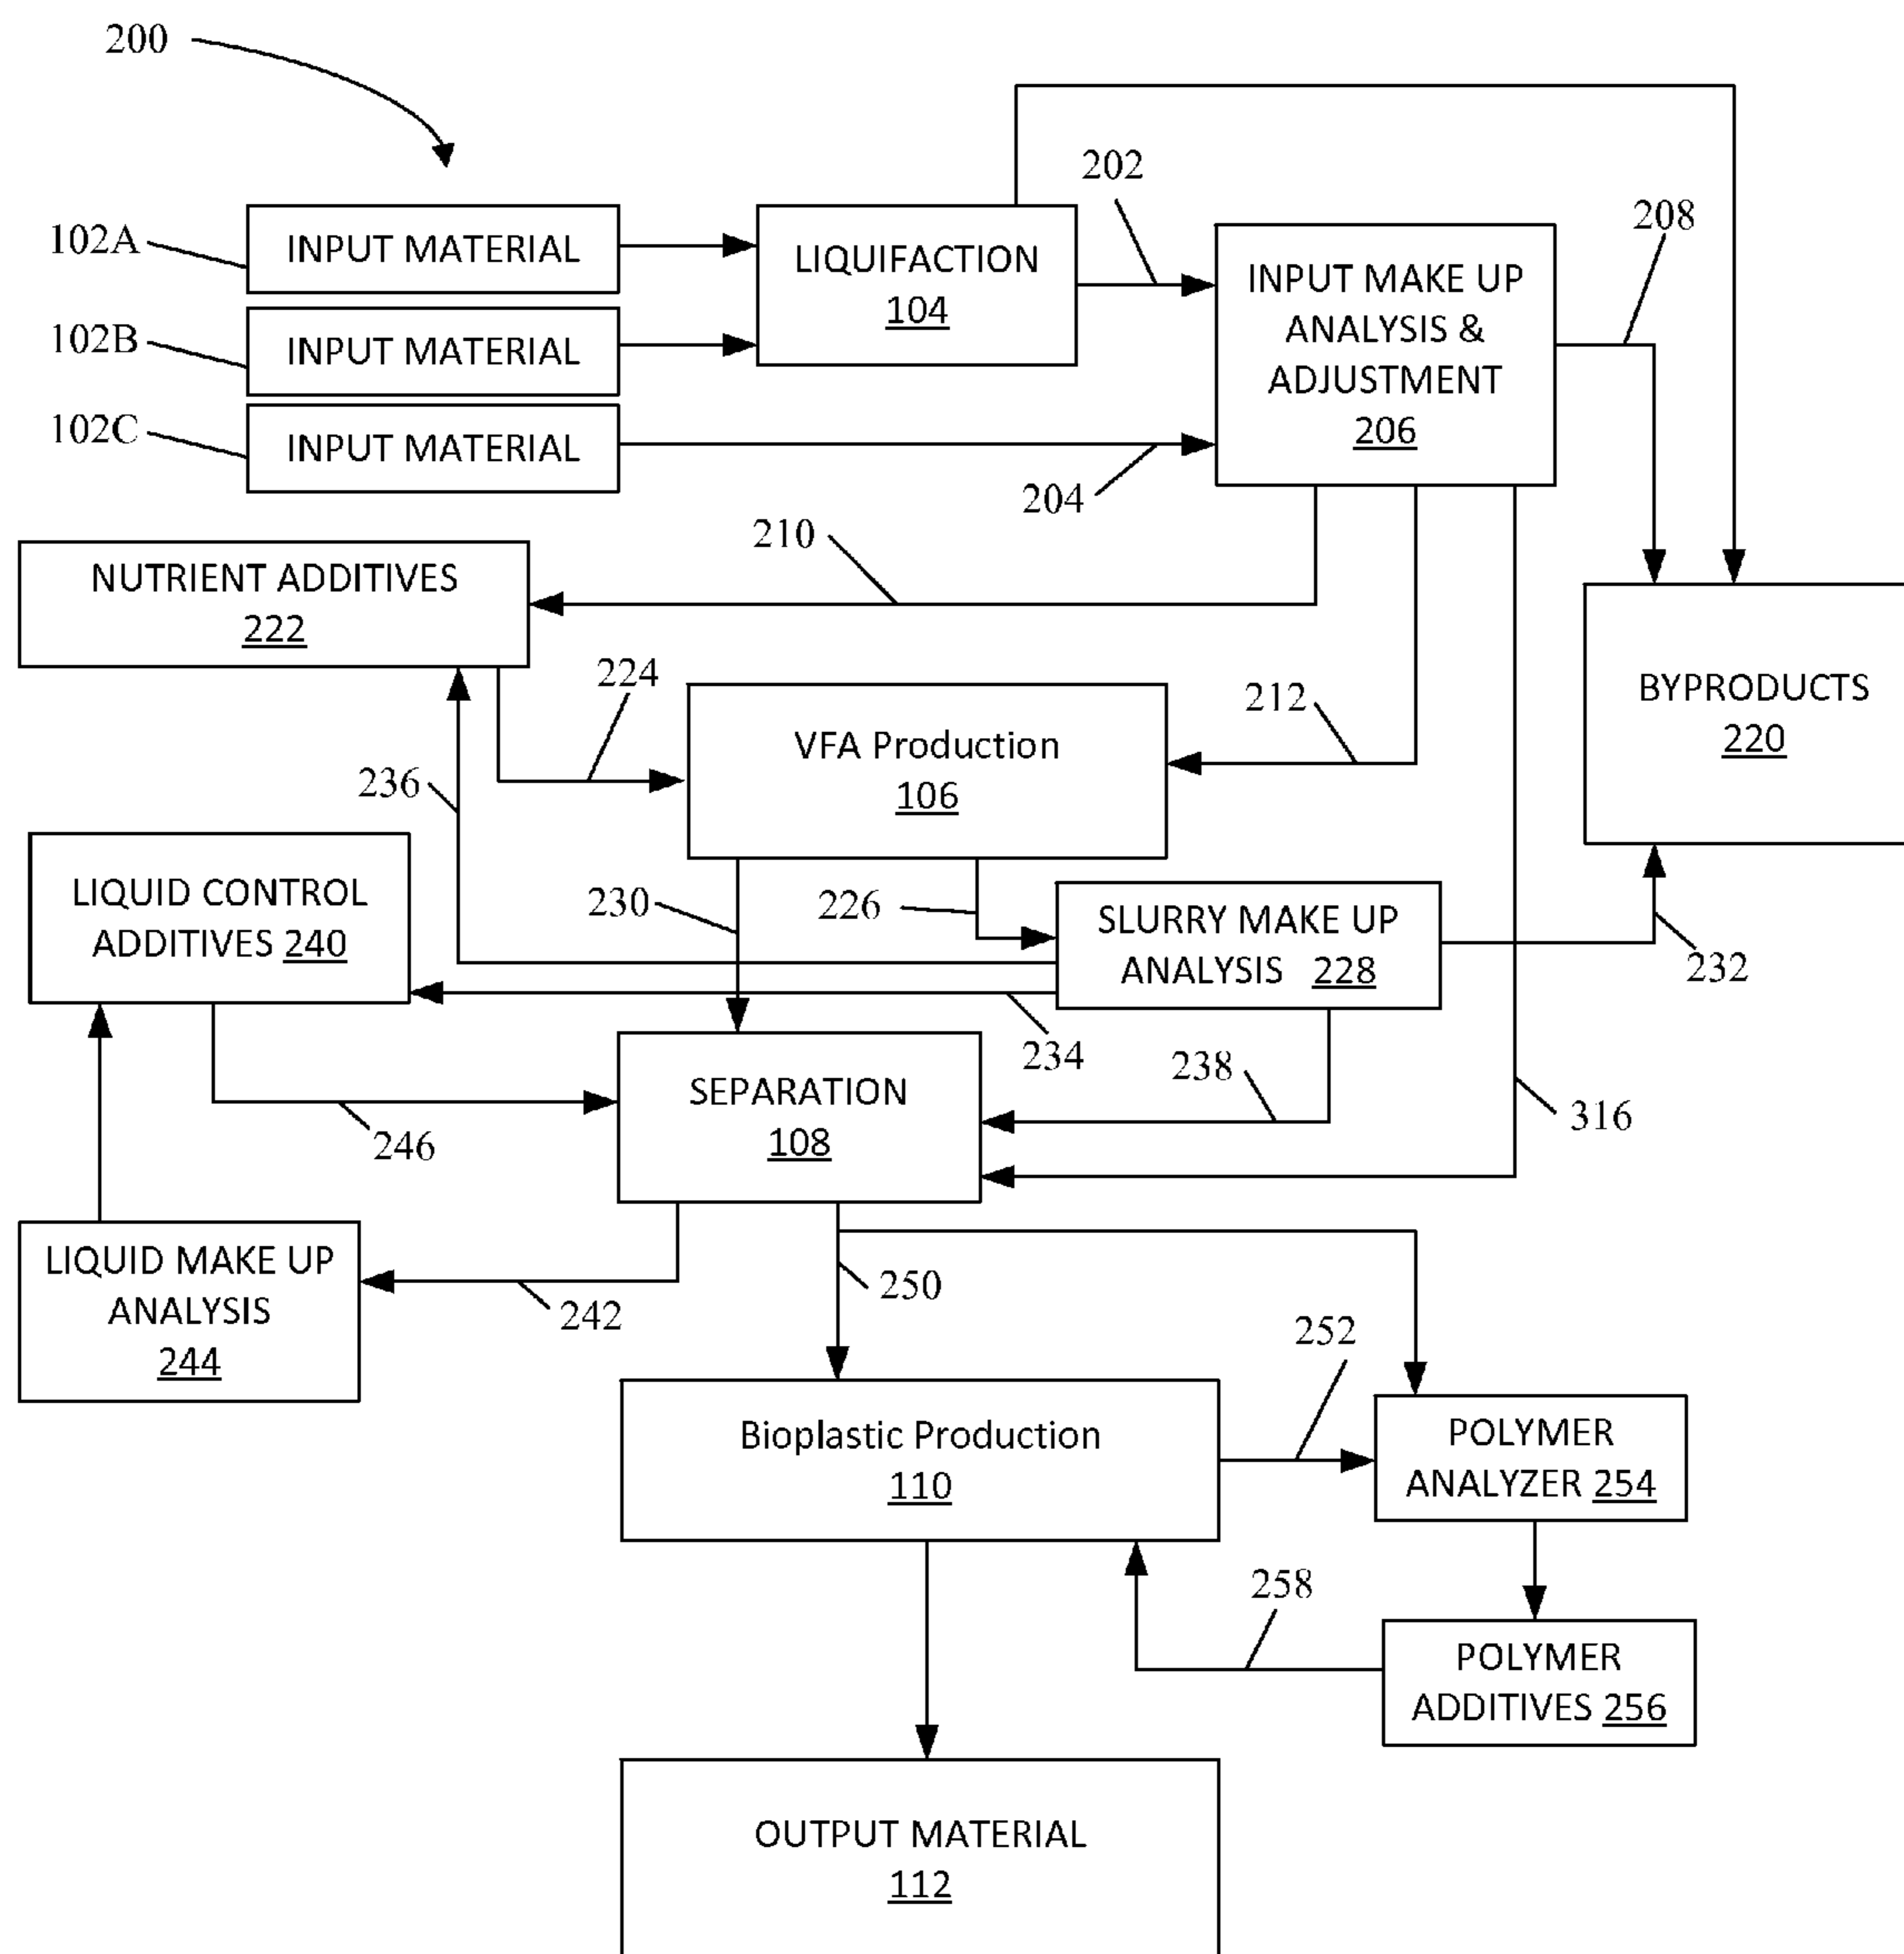 200
202
208
102A
INPUT MATERIAL
LIQUIFACTION
104
INPUT MAKE UP
ANALYSIS &
ADJUSTMENT
206
102B
INPUT MATERIAL
102C
INPUT MATERIAL
204
210
NUTRIENT ADDITIVES
222
224
212
VFA Production
106
BYPRODUCTS
220
236
LIQUID CONTROL
ADDITIVES 240
230
226
SLURRY MAKE UP
ANALYSIS 228
232
234
238
SEPARATION
108
246
316
LIQUID MAKE UP
ANALYSIS
244
242
250
252
Bioplastic Production
110
POLYMER
ANALYZER 254
258
POLYMER
ADDITIVES 256
OUTPUT MATERIAL
112